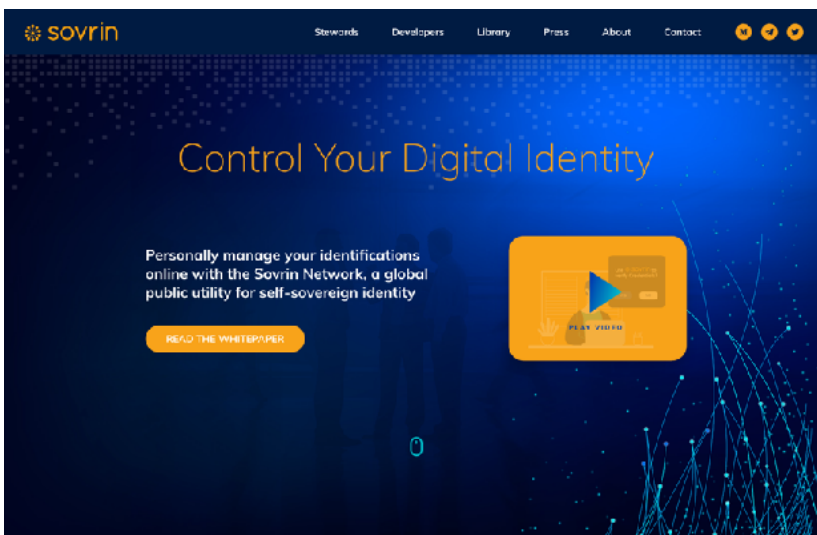 sovrin
Stewards Developers Library Press About Contact
Control Your Digital Identity
Personally manage your identifications
online with the Sovrin Network, a global
public utility for self-sovereign identity
READ THE WHITEPAPER
PLAY VIDEO